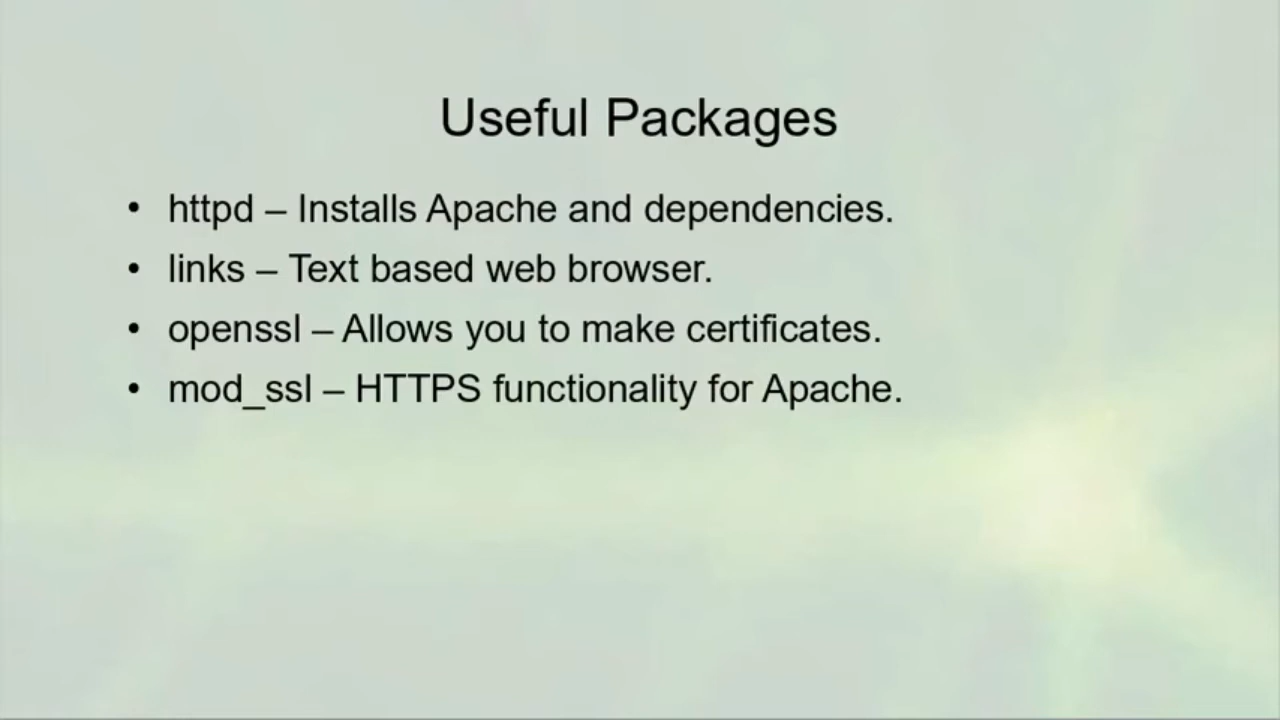 Useful Packages
• httpd – Installs Apache and dependencies.
• links – Text based web browser.
• openssl – Allows you to make certificates.
• mod_ssl – HTTPS functionality for Apache.